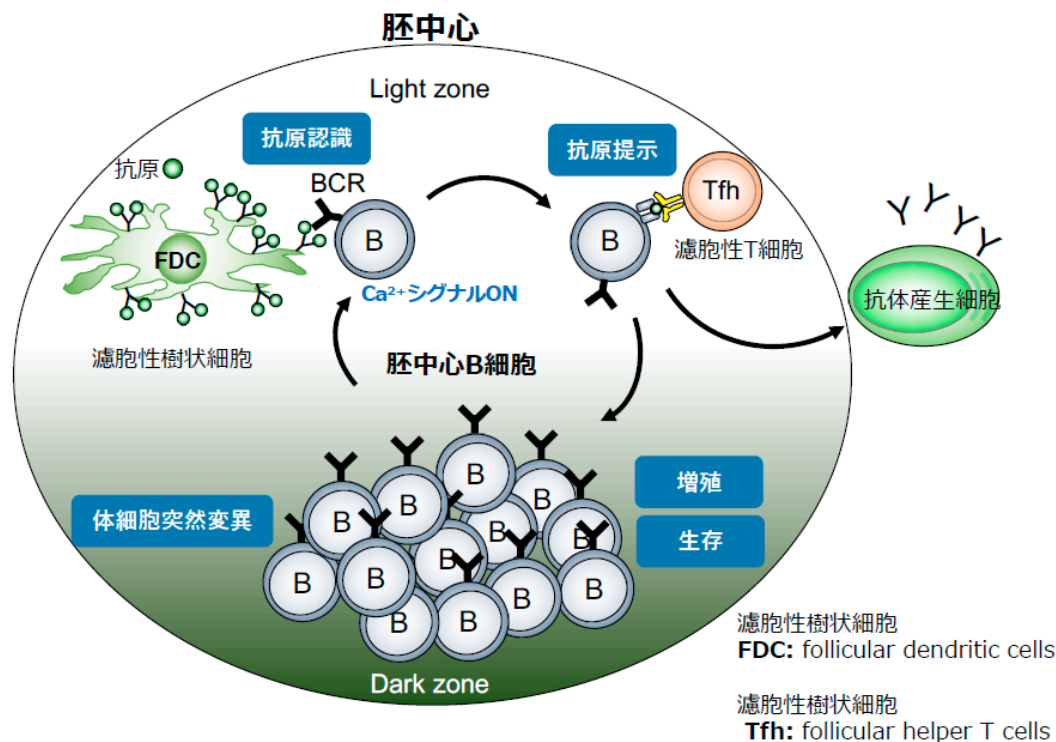 胚中心
Light zone
抗原認識
抗原提示
抗原
BCR
B
Tfh
B
濾胞性T細胞
FDC
Ca²⁺シグナルON
抗体産生細胞
濾胞性樹状細胞
胚中心B細胞
体細胞突然変異
増殖
生存
B
B
B
B
B
B
B
B
B
B
B
B
B
Dark zone
濾胞性樹状細胞
FDC: follicular dendritic cells
濾胞性樹状細胞
Tfh: follicular helper T cells